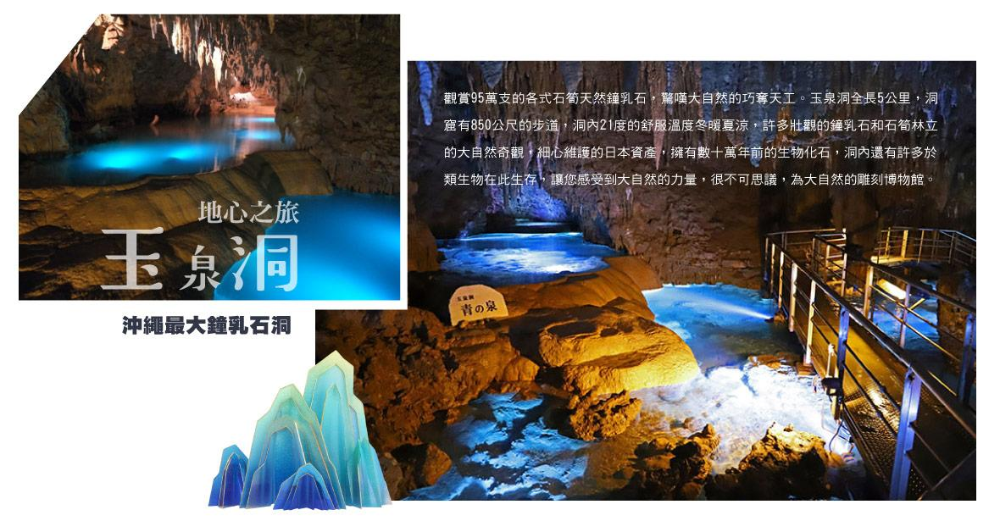 地心之旅
玉泉洞
沖繩最大鐘乳石洞
觀賞95萬支的各式石筍天然鐘乳石，驚嘆大自然的巧奪天工。玉泉洞全長5公里，洞
窟有850公尺的步道，洞內21度的舒服溫度冬暖夏涼，許多壯觀的鐘乳石和石筍林立
的大自然奇觀，細心維護的日本資產，擁有數十萬年前的生物化石，洞內還有許多於
類生物在此生存，讓您感受到大自然的力量，很不可思議，為大自然的雕刻博物館。
玉泉洞
青の泉